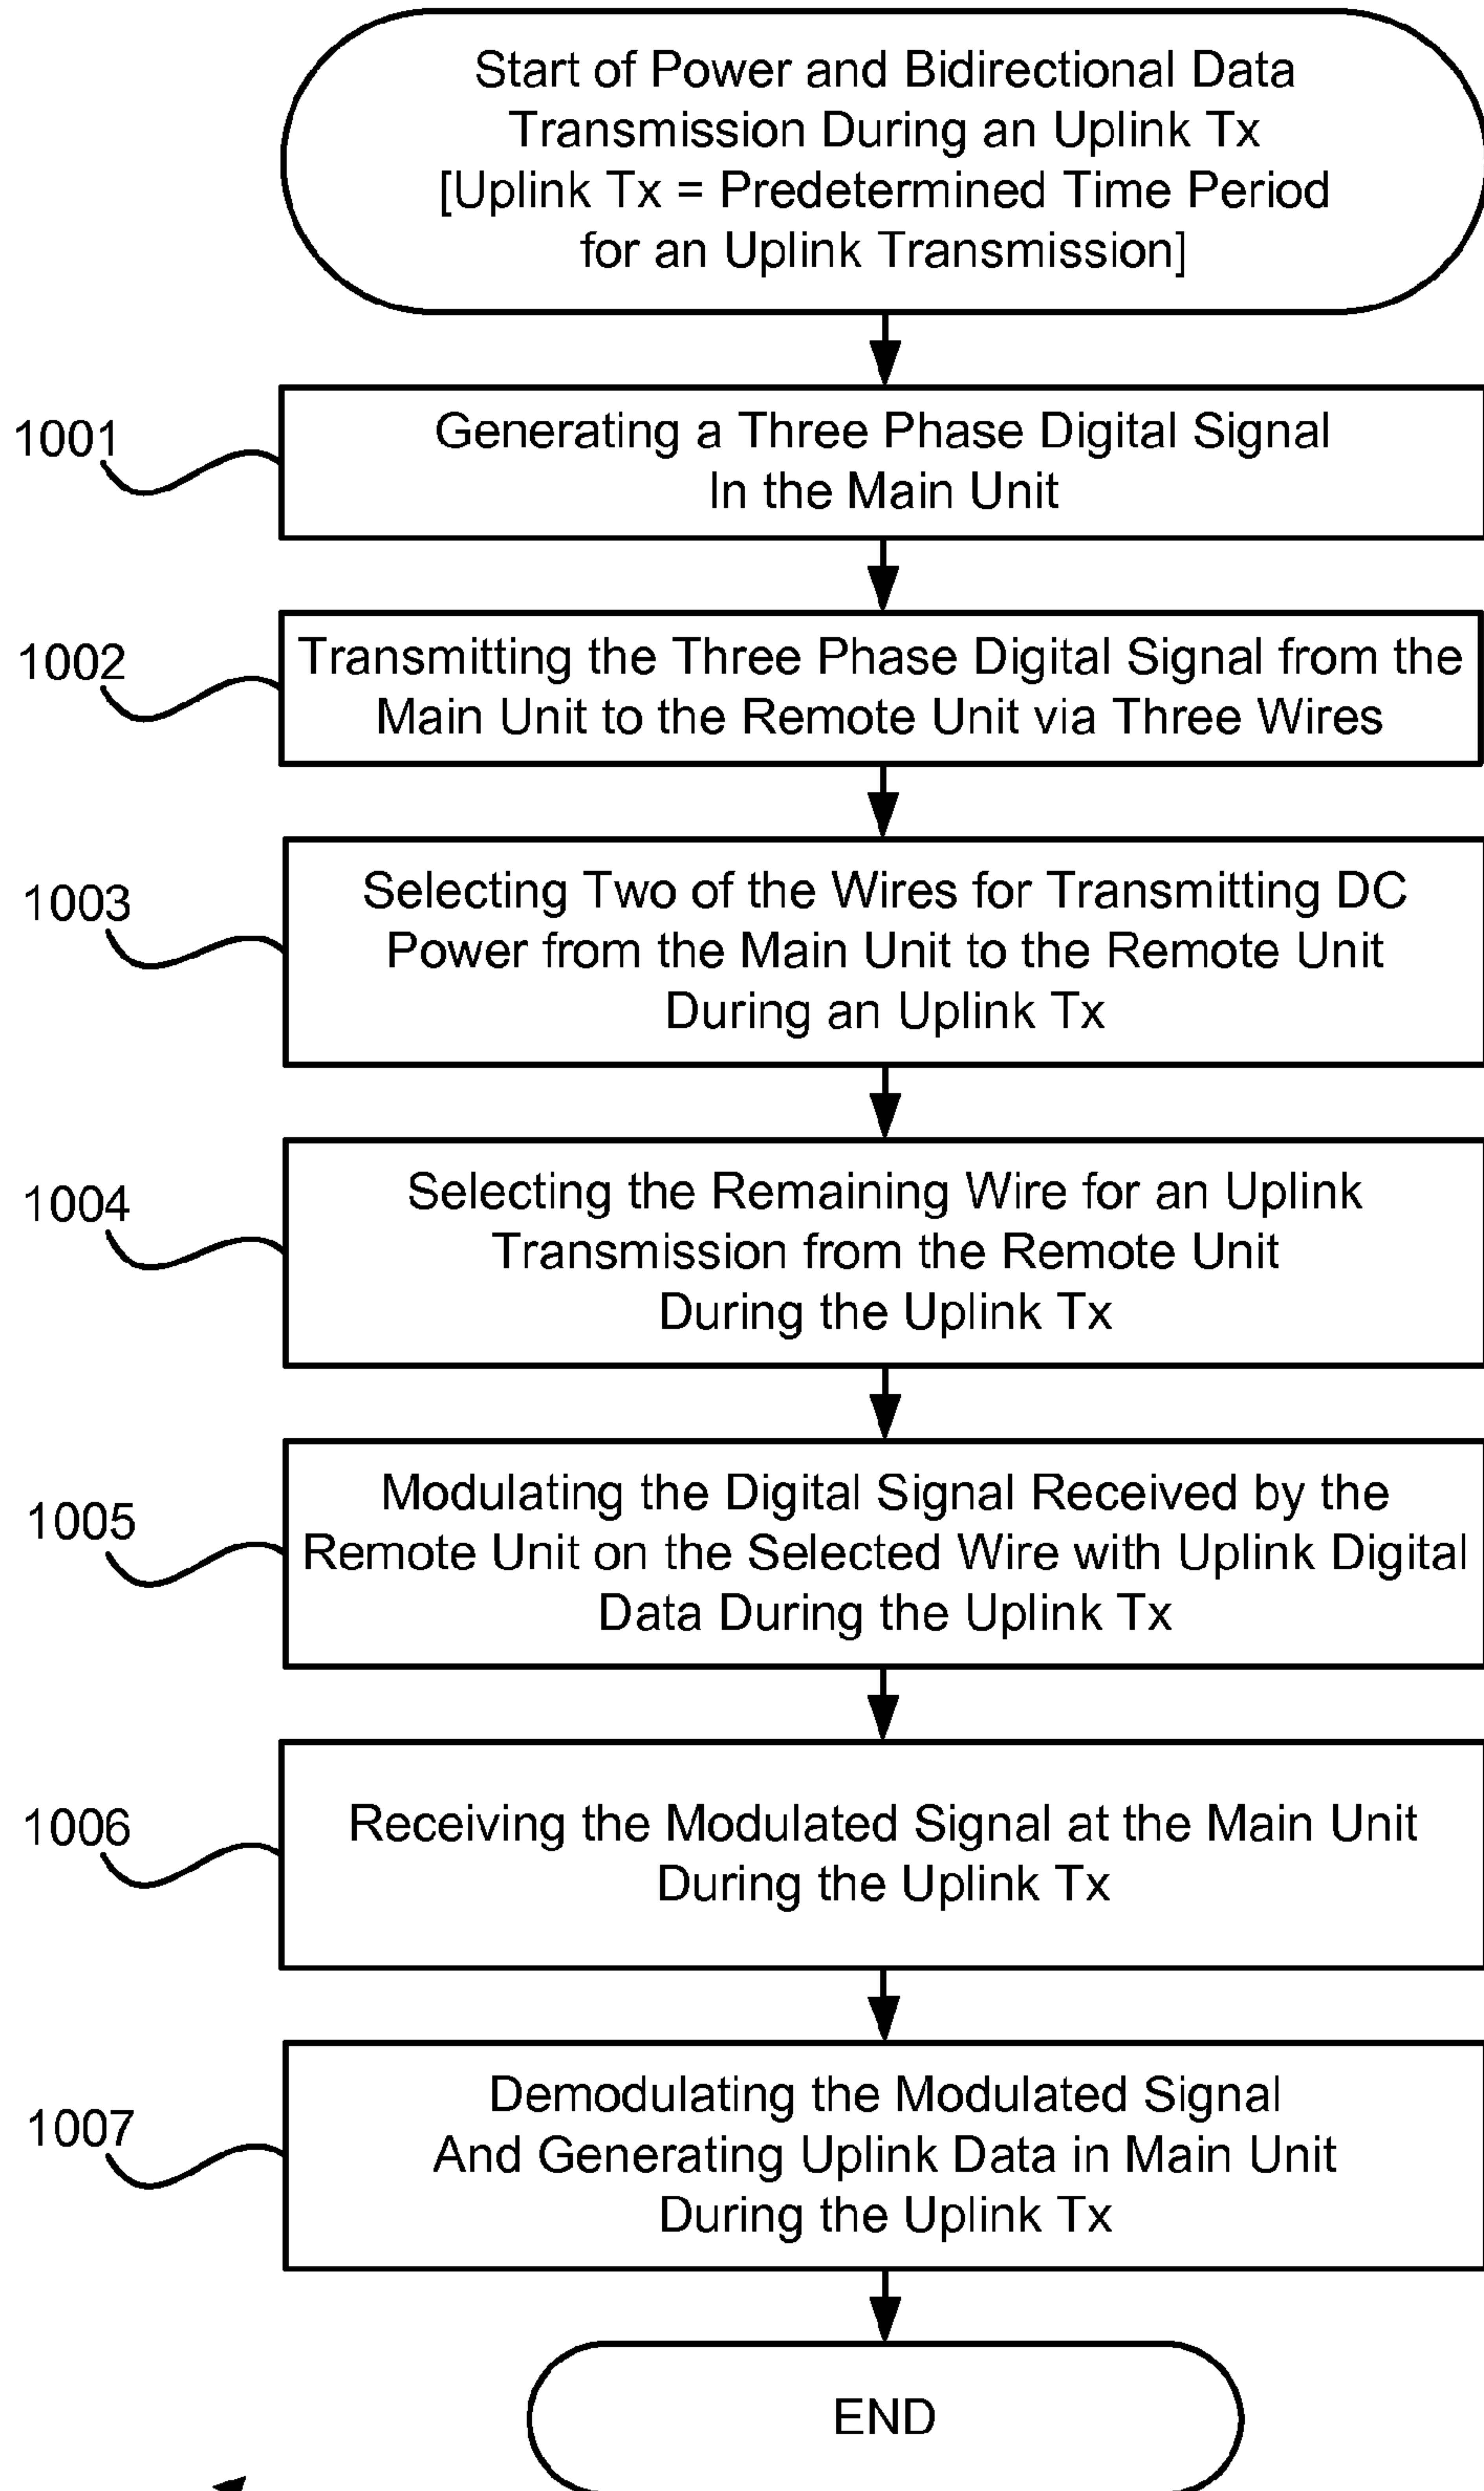 Start of Power and Bidirectional Data
Transmission During an Uplink Tx
[Uplink Tx = Predetermined Time Period
for an Uplink Transmission]
1001
Generating a Three Phase Digital Signal
In the Main Unit
1002
Transmitting the Three Phase Digital Signal from the
Main Unit to the Remote Unit via Three Wires
1003
Selecting Two of the Wires for Transmitting DC
Power from the Main Unit to the Remote Unit
During an Uplink Tx
1004
Selecting the Remaining Wire for an Uplink
Transmission from the Remote Unit
During the Uplink Tx
1005
Modulating the Digital Signal Received by the
Remote Unit on the Selected Wire with Uplink Digital
Data During the Uplink Tx
1006
Receiving the Modulated Signal at the Main Unit
During the Uplink Tx
1007
Demodulating the Modulated Signal
And Generating Uplink Data in Main Unit
During the Uplink Tx
END